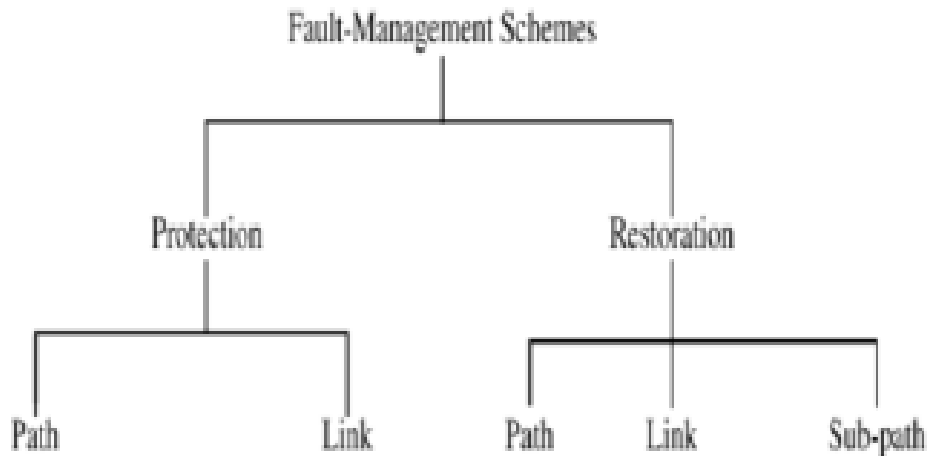 Fault-Management Schemes
Protection Restoration
Path Link Path Link Sub-path